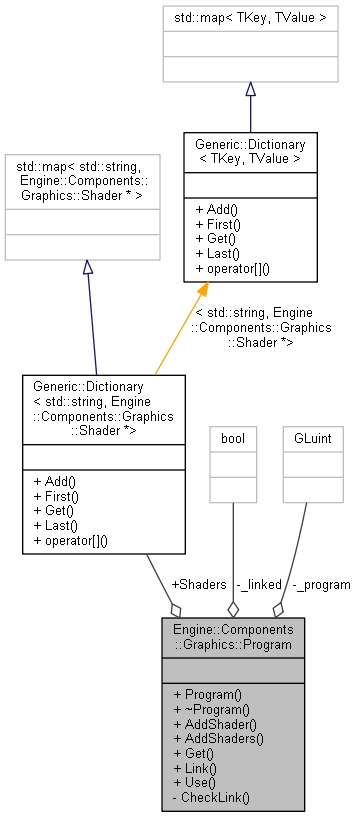 std::map< TKey, TValue >
Generic::Dictionary
< TKey, TValue >
+ Add()
+ First()
+ Get()
+ Last()
+ operator[]()
std::map< std::string,
Engine::Components::
Graphics::Shader * >
< std::string, Engine
::Components::Graphics
::Shader *>
Generic::Dictionary
< std::string, Engine
::Components::Graphics
::Shader *>
+ Add()
+ First()
+ Get()
+ Last()
+ operator[]()
bool
GLuint
+Shaders
-_linked
-_program
Engine::Components
::Graphics::Program
+ Program()
+ ~Program()
+ AddShader()
+ AddShaders()
+ Get()
+ Link()
+ Use()
- CheckLink()